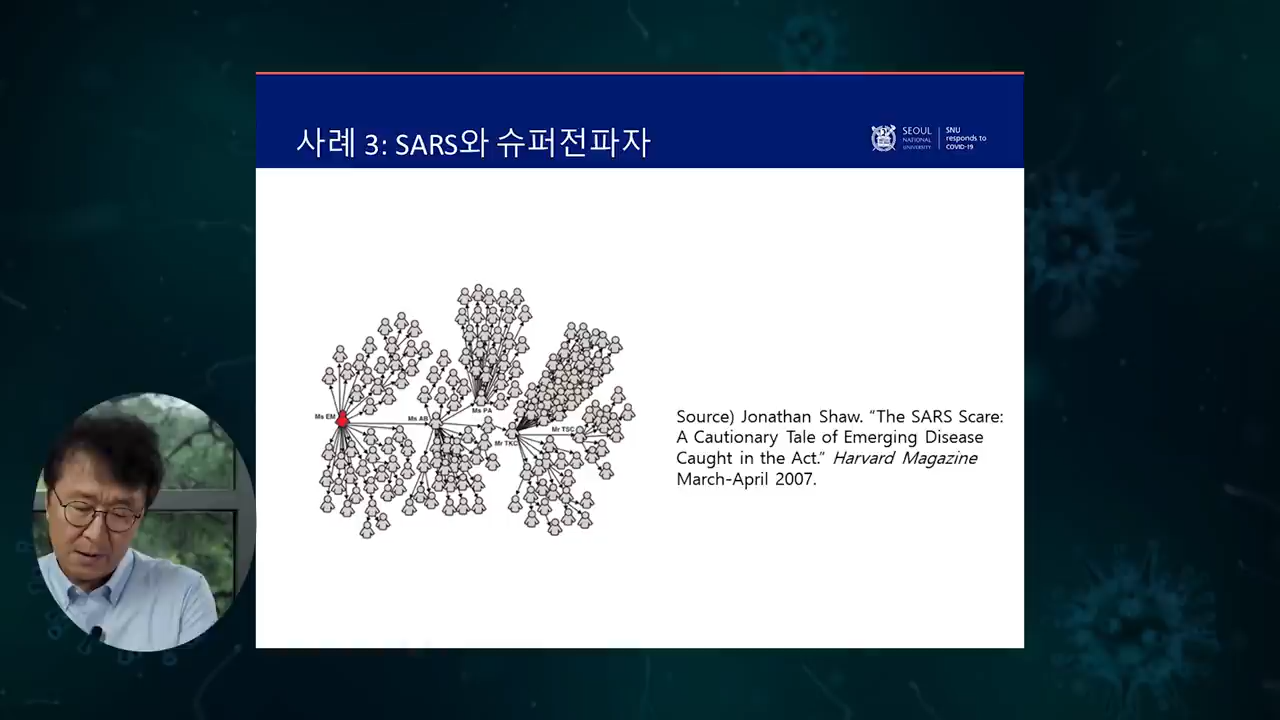 사례 3: SARS와 슈퍼전파자
SEOUL
NATIONAL
UNIVERSITY
SNU
responds to
COVID-19
Ms EM
Ms AB
Ms PA
Mr TKC
Mr TSC
Source) Jonathan Shaw. “The SARS Scare:
A Cautionary Tale of Emerging Disease
Caught in the Act.” Harvard Magazine
March-April 2007.